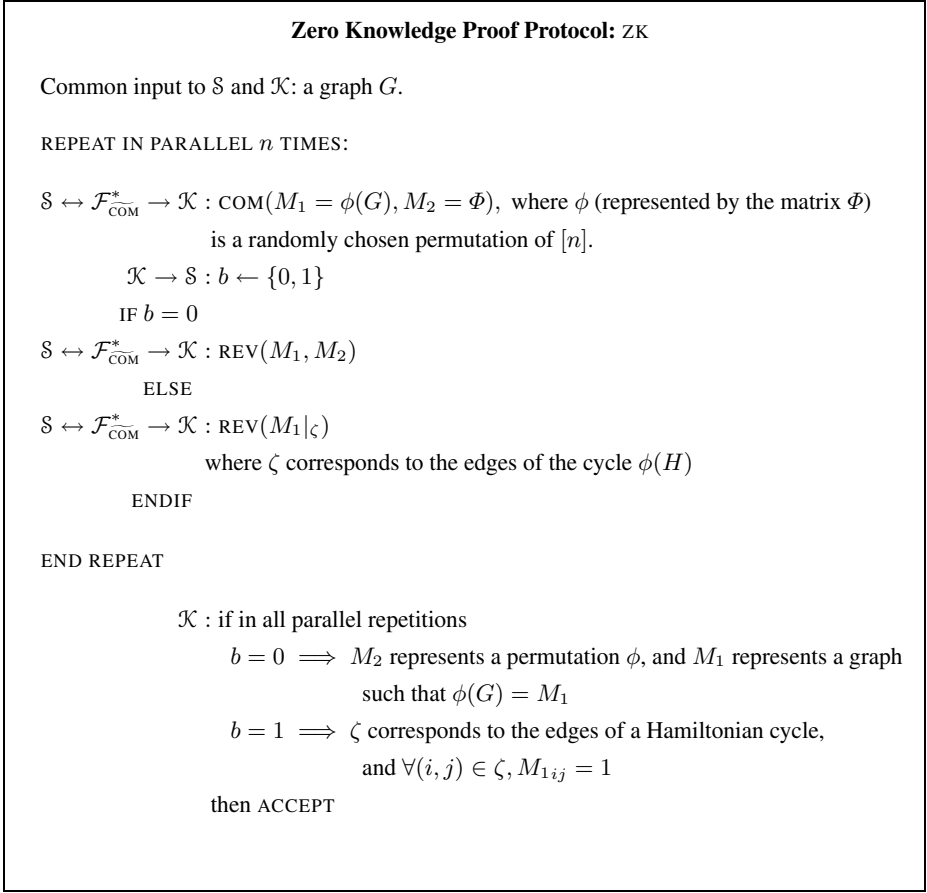 Zero Knowledge Proof Protocol: ZK
Common input to 𝒮 and 𝒦: a graph G.
REPEAT IN PARALLEL n TIMES:
𝒮 ↔ ℱ*_{\widetilde{COM}} → 𝒦 : COM(M₁ = ϕ(G), M₂ = Φ), where ϕ (represented by the matrix Φ)
is a randomly chosen permutation of [n].
𝒦 → 𝒮 : b ← {0, 1}
IF b = 0
𝒮 ↔ ℱ*_{\widetilde{COM}} → 𝒦 : REV(M₁, M₂)
ELSE
𝒮 ↔ ℱ*_{\widetilde{COM}} → 𝒦 : REV(M₁|_ζ)
where ζ corresponds to the edges of the cycle ϕ(H)
ENDIF
END REPEAT
𝒦 : if in all parallel repetitions
b = 0 ⟹ M₂ represents a permutation ϕ, and M₁ represents a graph
such that ϕ(G) = M₁
b = 1 ⟹ ζ corresponds to the edges of a Hamiltonian cycle,
and ∀(i, j) ∈ ζ, M₁ᵢⱼ = 1
then ACCEPT